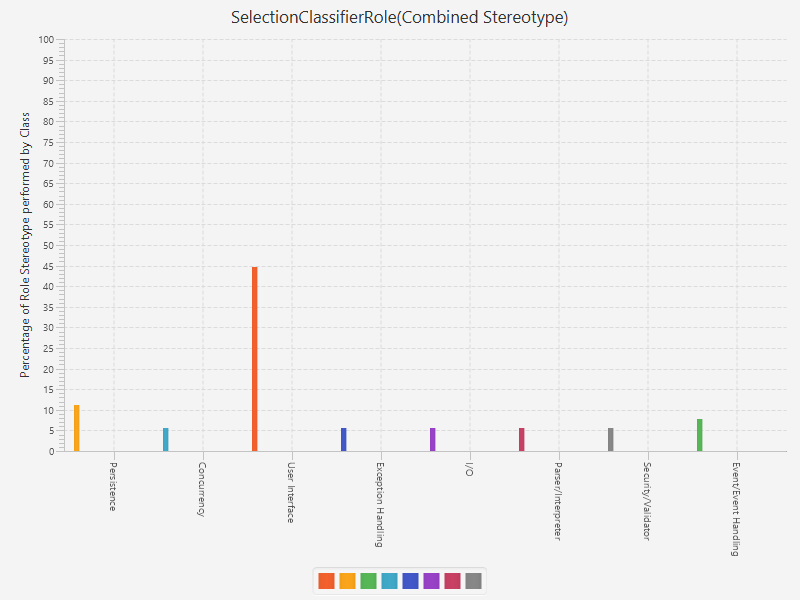 SelectionClassifierRole(Combined Stereotype)
Percentage of Role Stereotype performed by Class
100
95
90
85
80
75
70
65
60
55
50
45
40
35
30
25
20
15
10
5
0
Persistence
Concurrency
User Interface
Exception Handling
I/O
Parser/Interpreter
Security/Validator
Event/Event Handling